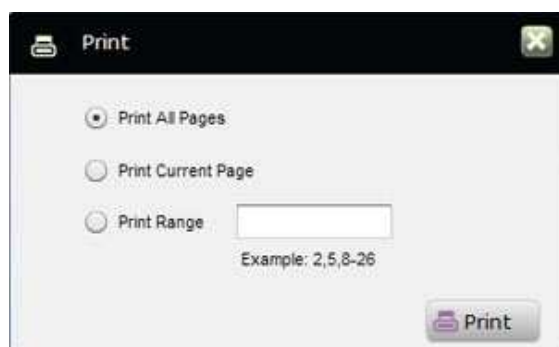 Print
Print All Pages
Print Current Page
Print Range
Example: 2,5,8-26
Print